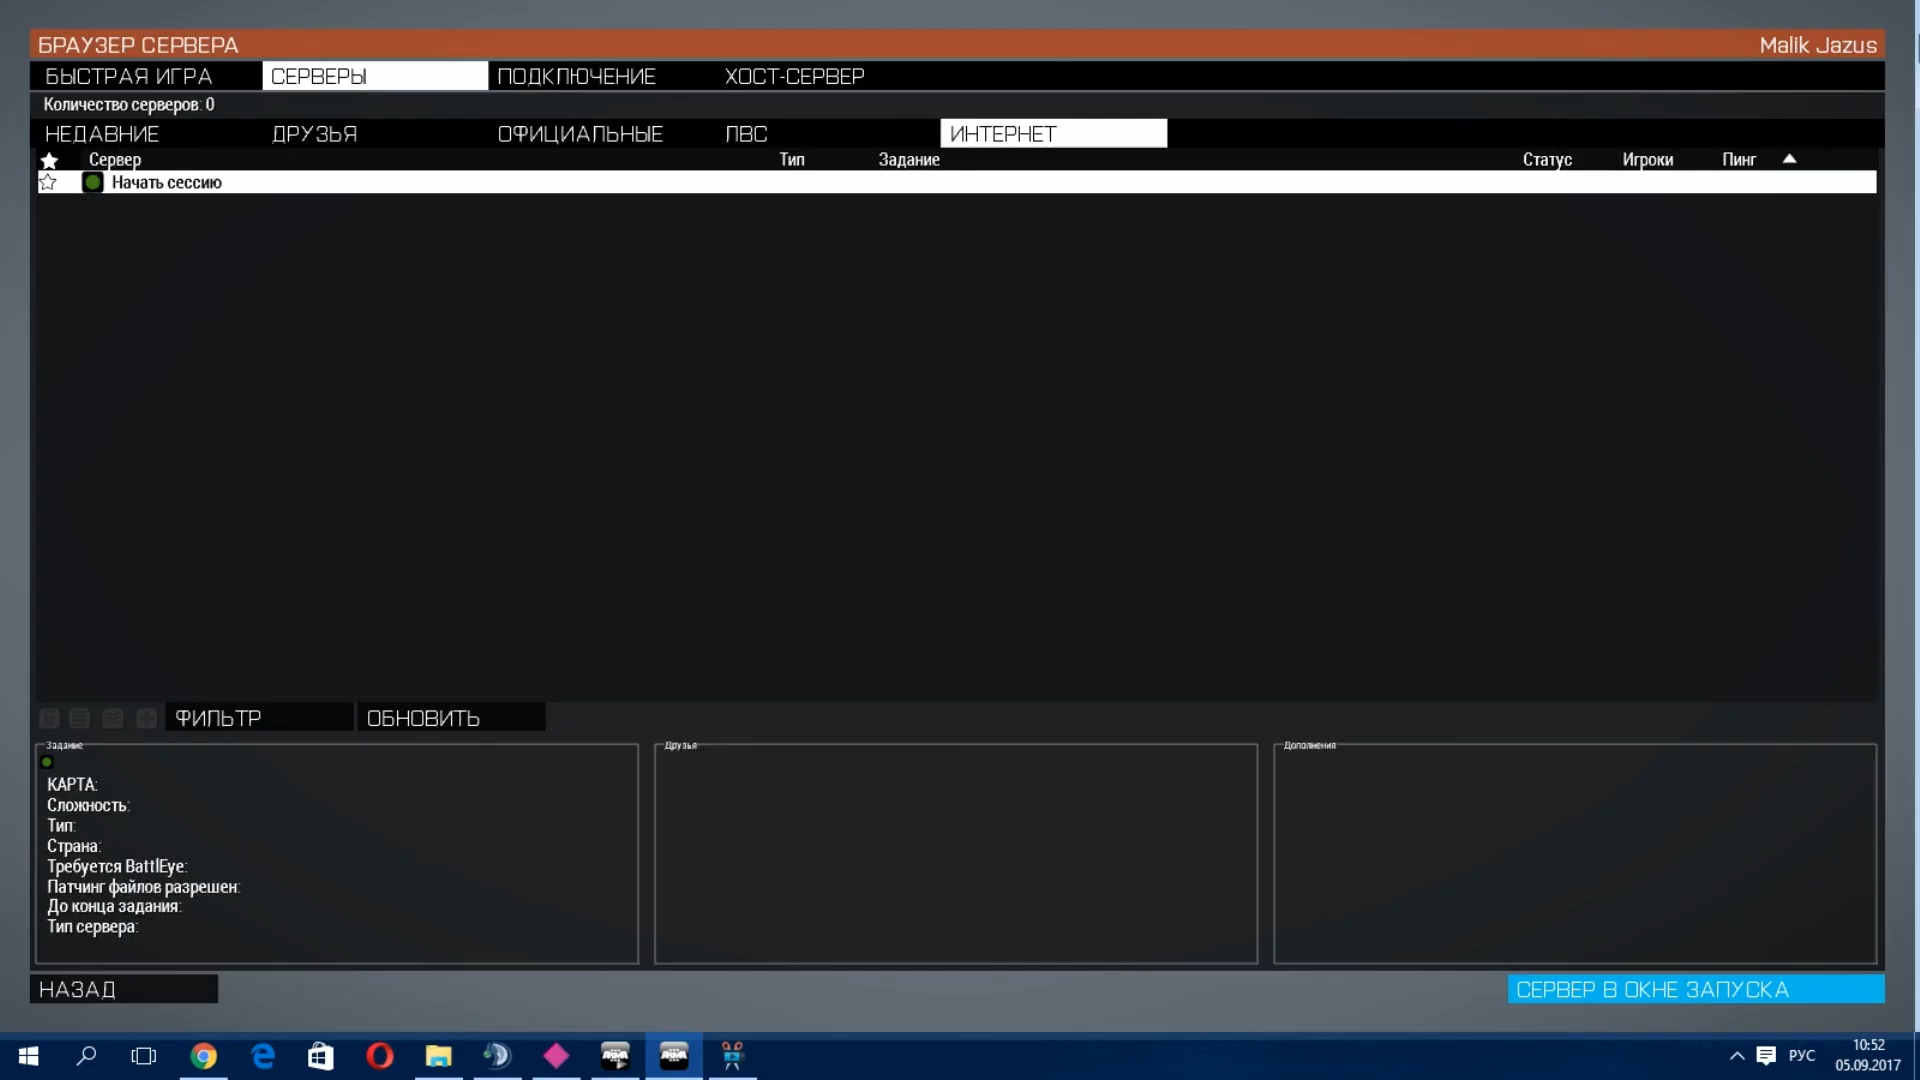 БРАУЗЕР СЕРВЕРА
Malik Jazus
БЫСТРАЯ ИГРА СЕРВЕРЫ ПОДКЛЮЧЕНИЕ ХОСТ-СЕРВЕР
Количество серверов: 0
НЕДАВНИЕ ДРУЗЬЯ ОФИЦИАЛЬНЫЕ ЛВС ИНТЕРНЕТ
Сервер Тип Задание Статус Игроки Пинг
Начать сессию
ФИЛЬТР ОБНОВИТЬ
Задание Друзья Дополнения
КАРТА:
Сложность:
Тип:
Страна:
Требуется BattlEye:
Патчинг файлов разрешен:
До конца задания:
Тип сервера:
НАЗАД СЕРВЕР В ОКНЕ ЗАПУСКА
РУС
10:52
05.09.2017